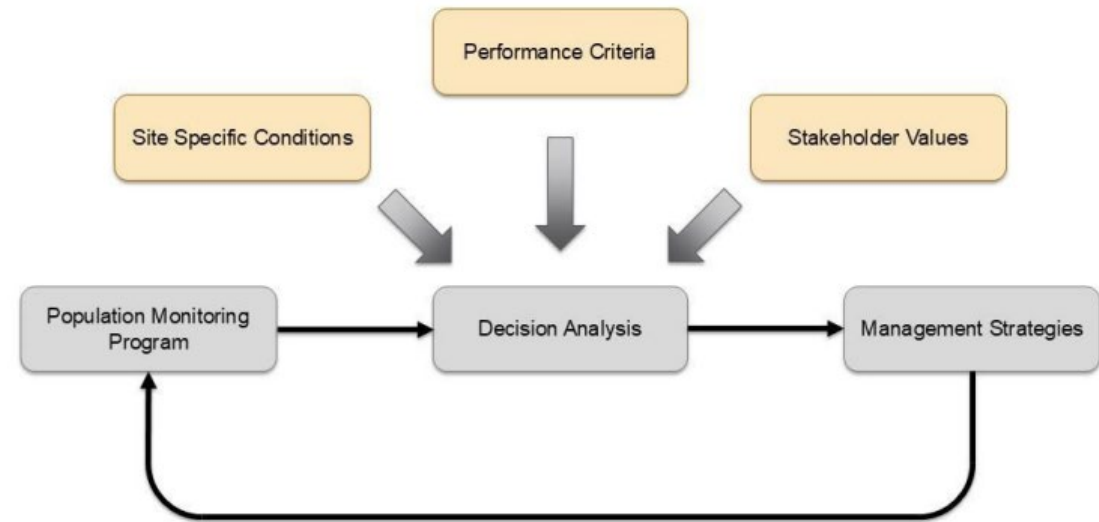 Performance Criteria
Site Specific Conditions
Stakeholder Values
Population Monitoring
Program
Decision Analysis
Management Strategies